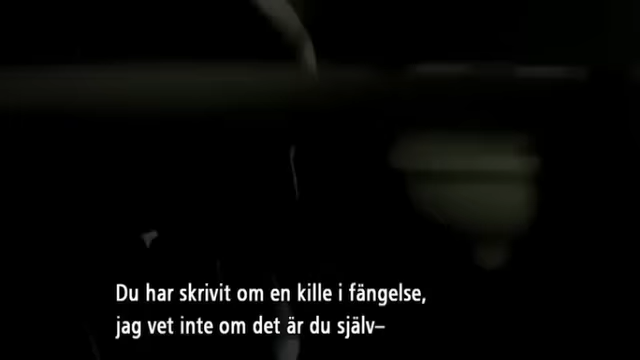 Du har skrivit om en kille i fängelse,
jag vet inte om det är du själv–